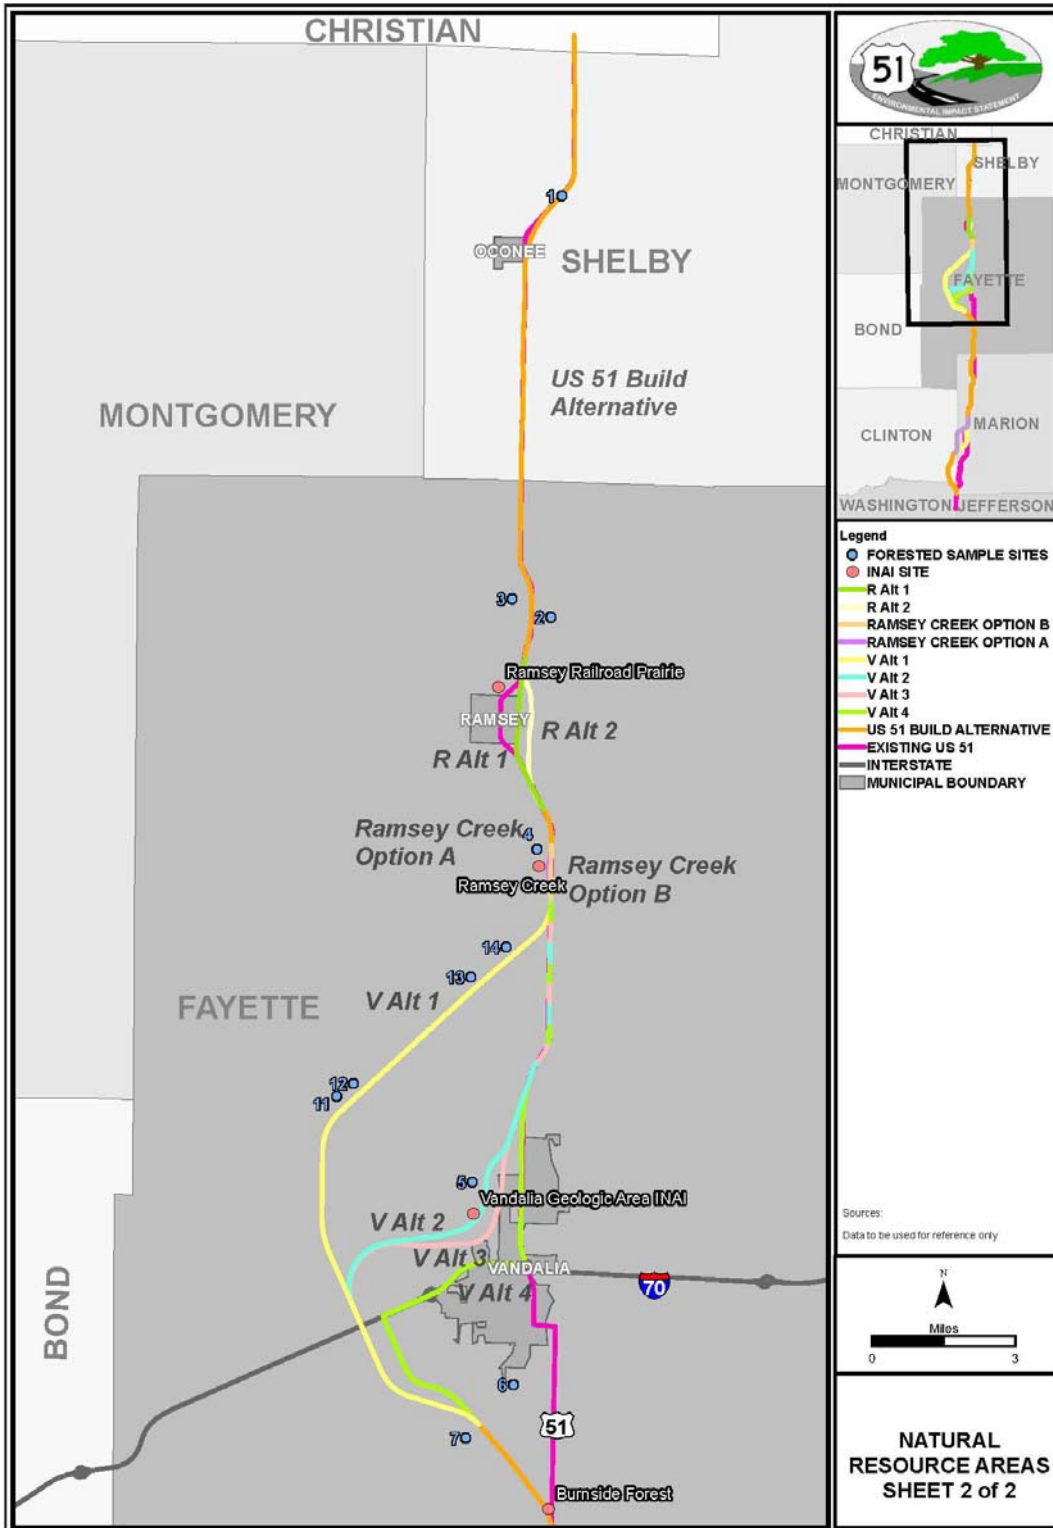 CHRISTIAN
1
OCONEE
SHELBY
US 51 Build
Alternative
MONTGOMERY
3
2
Ramsey Railroad Prairie
RAMSEY
R Alt 2
R Alt 1
Ramsey Creek
Option A
4
Ramsey Creek
Option B
Ramsey Creek
14
13
V Alt 1
FAYETTE
12
11
5
Vandalia Geologic Area INAI
V Alt 2
V Alt 3
VANDALIA
V Alt 4
70
BOND
6
51
7
Burnside Forest
51
ENVIRONMENTAL IMPACT STATEMENT
CHRISTIAN
SHELBY
MONTGOMERY
FAYETTE
BOND
MARION
CLINTON
WASHINGTON
JEFFERSON
Legend
FORESTED SAMPLE SITES
INAI SITE
R Alt 1
R Alt 2
RAMSEY CREEK OPTION B
RAMSEY CREEK OPTION A
V Alt 1
V Alt 2
V Alt 3
V Alt 4
US 51 BUILD ALTERNATIVE
EXISTING US 51
INTERSTATE
MUNICIPAL BOUNDARY
Sources:
Data to be used for reference only
N
Miles
0 3
NATURAL
RESOURCE AREAS
SHEET 2 of 2